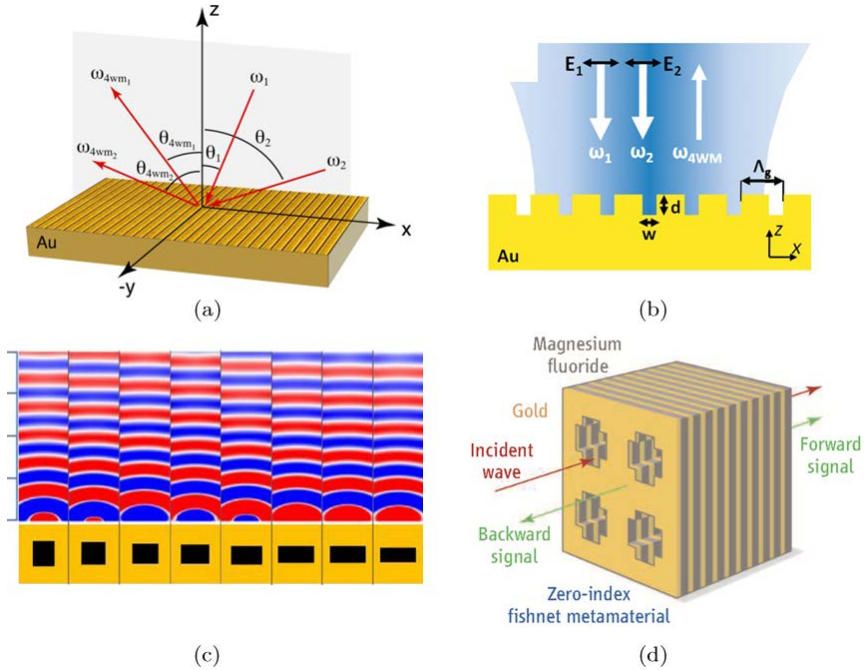 z
ω4wm1
ω1
θ4wm1
θ2
ω4wm2
θ1
θ4wm2
ω2
x
Au
-y
(a)
E1
E2
ω1
ω2
ω4WM
Λg
d
w
z
x
Au
(b)
(c)
Magnesium
fluoride
Gold
Incident
wave
Forward
signal
Backward
signal
Zero-index
fishnet metamaterial
(d)